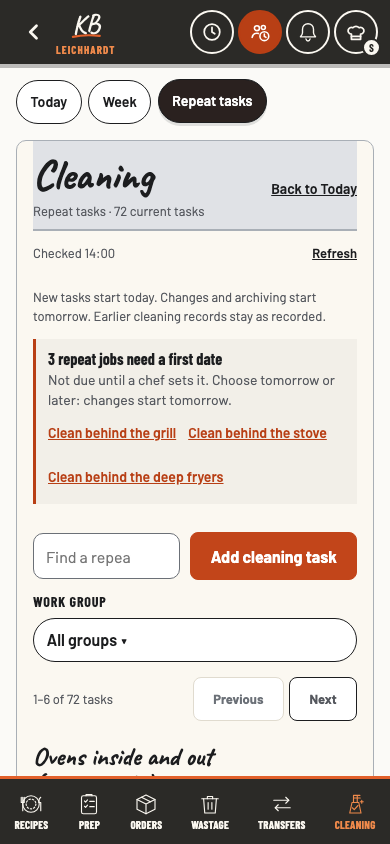 KB
LEICHHARDT
S
Today
Week
Repeat tasks
Cleaning
Back to Today
Repeat tasks · 72 current tasks
Checked 14:00
Refresh
New tasks start today. Changes and archiving start
tomorrow. Earlier cleaning records stay as recorded.
3 repeat jobs need a first date
Not due until a chef sets it. Choose tomorrow or
later: changes start tomorrow.
Clean behind the grill
Clean behind the stove
Clean behind the deep fryers
Find a repea
Add cleaning task
WORK GROUP
All groups ▾
1–6 of 72 tasks
Previous
Next
Ovens inside and out
RECIPES
PREP
ORDERS
WASTAGE
TRANSFERS
CLEANING